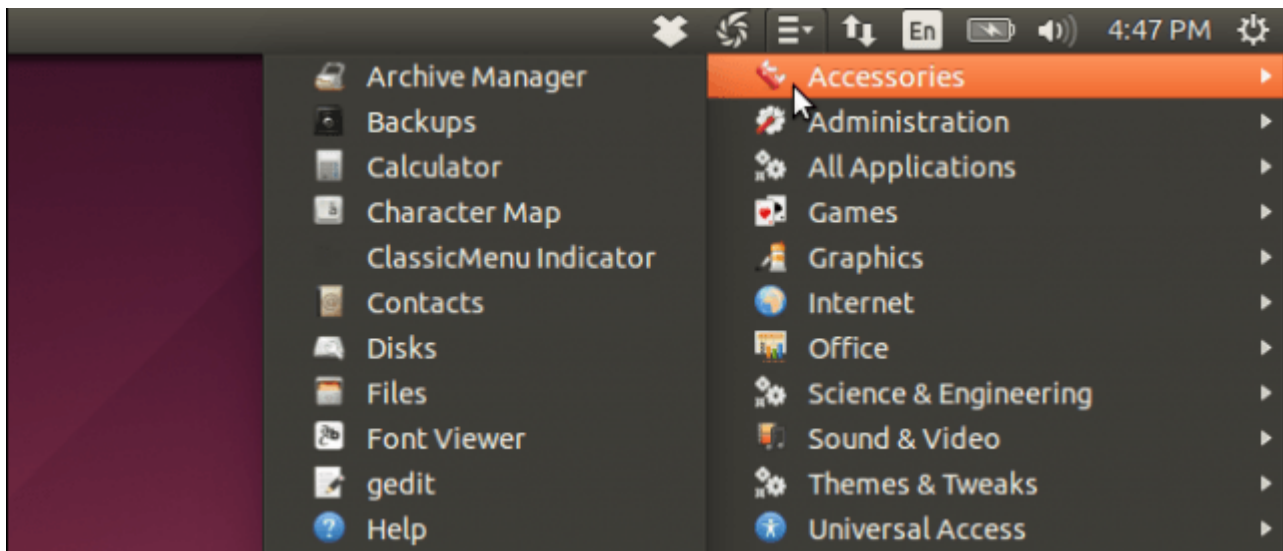 En 4:47 PM
Archive Manager
Backups
Calculator
Character Map
ClassicMenu Indicator
Contacts
Disks
Files
Font Viewer
gedit
Help
Accessories
Administration
All Applications
Games
Graphics
Internet
Office
Science & Engineering
Sound & Video
Themes & Tweaks
Universal Access